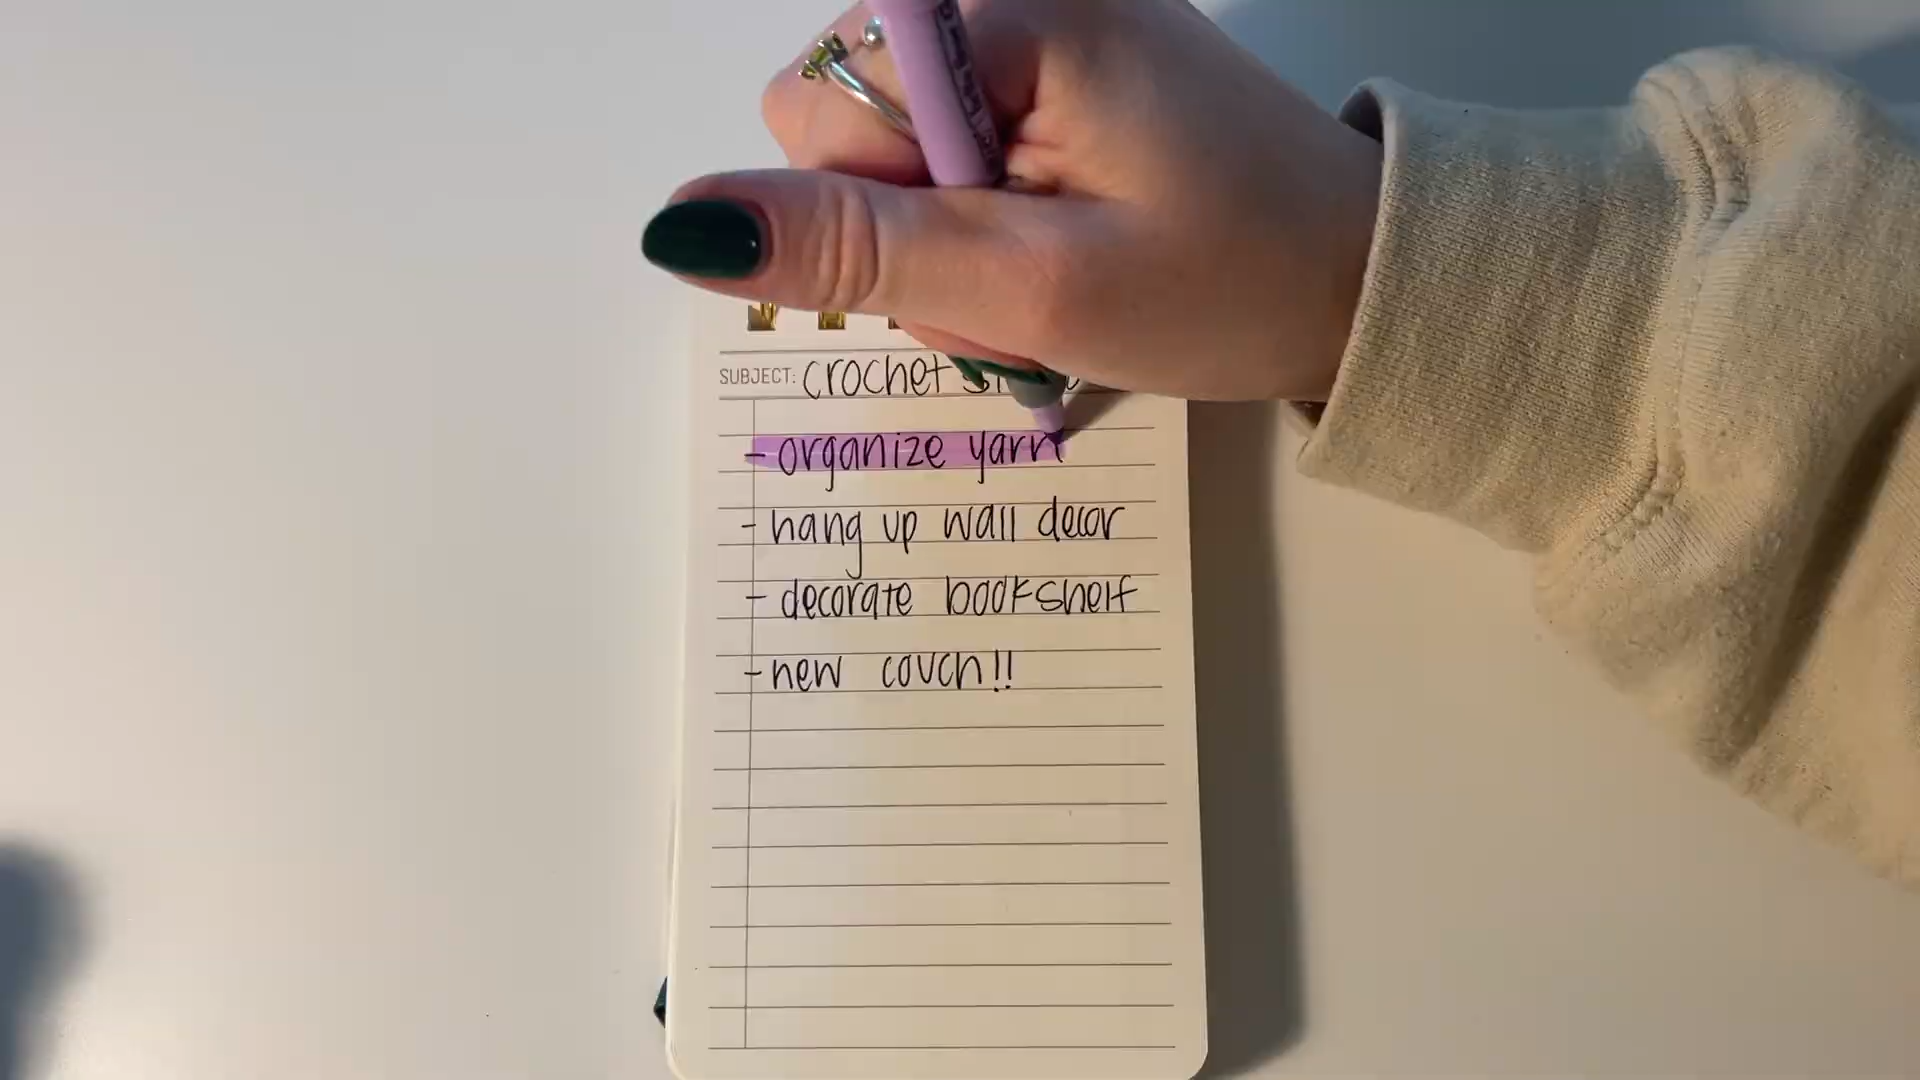 SUBJECT: crochet
- organize yarn
- hang up wall decor
- decorate bookshelf
- new couch!!